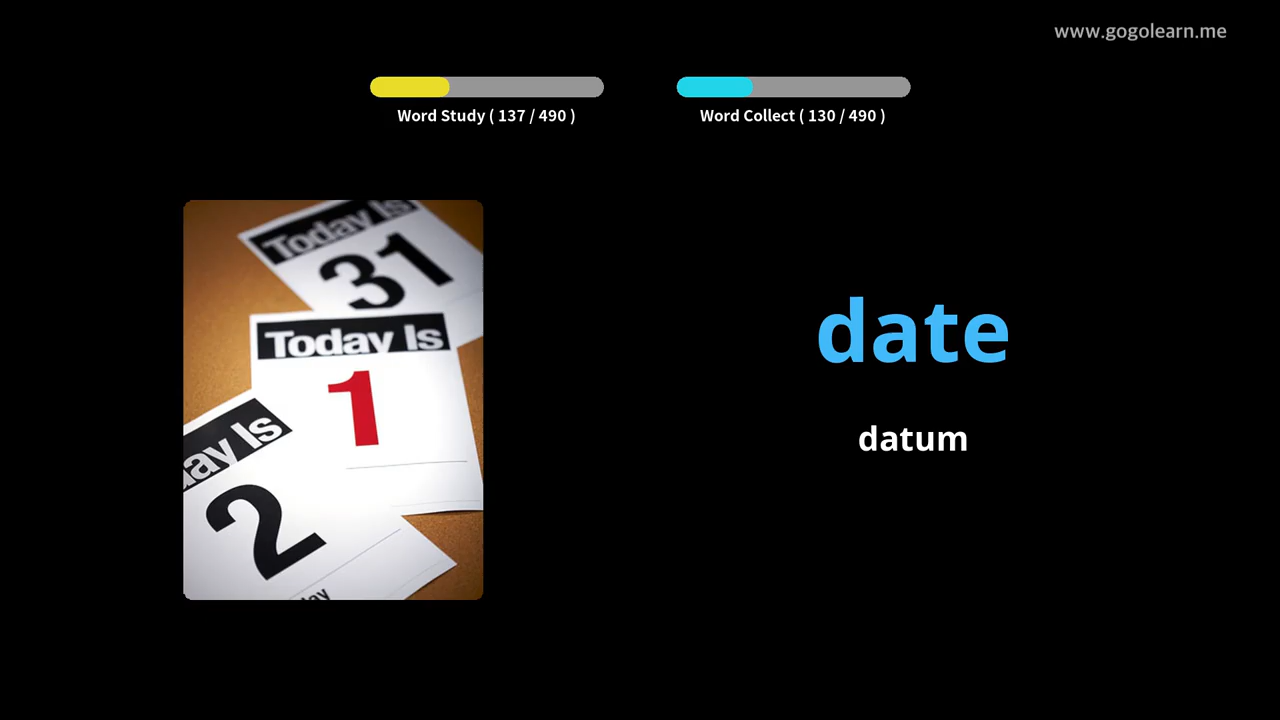 www.gogolearn.me
Word Study ( 137 / 490 )
Word Collect ( 130 / 490 )
Today Is
31
Today Is
1
ay Is
2
ay
date
datum